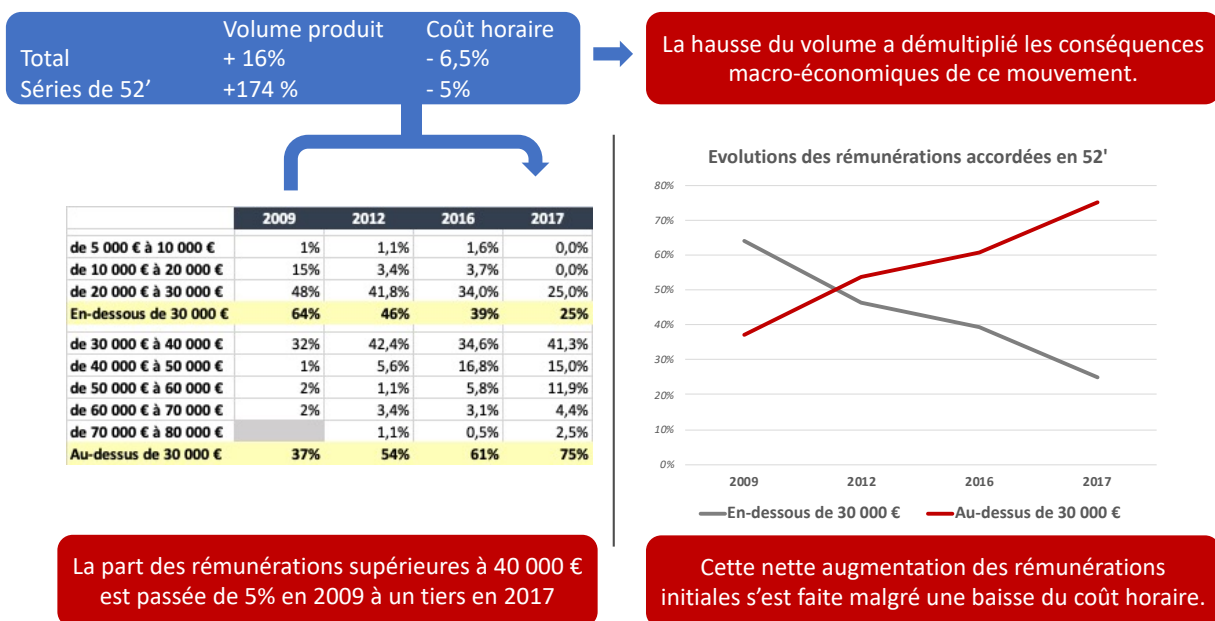 Volume produit Coût horaire
Total + 16% - 6,5%
Séries de 52’ +174 % - 5%
La hausse du volume a démultiplié les conséquences
macro-économiques de ce mouvement.
2009 2012 2016 2017
de 5 000 € à 10 000 € 1% 1,1% 1,6% 0,0%
de 10 000 € à 20 000 € 15% 3,4% 3,7% 0,0%
de 20 000 € à 30 000 € 48% 41,8% 34,0% 25,0%
En-dessous de 30 000 € 64% 46% 39% 25%
de 30 000 € à 40 000 € 32% 42,4% 34,6% 41,3%
de 40 000 € à 50 000 € 1% 5,6% 16,8% 15,0%
de 50 000 € à 60 000 € 2% 1,1% 5,8% 11,9%
de 60 000 € à 70 000 € 2% 3,4% 3,1% 4,4%
de 70 000 € à 80 000 € 1,1% 0,5% 2,5%
Au-dessus de 30 000 € 37% 54% 61% 75%
Evolutions des rémunérations accordées en 52'
80%
70%
60%
50%
40%
30%
20%
10%
0%
2009 2012 2016 2017
En-dessous de 30 000 € Au-dessus de 30 000 €
La part des rémunérations supérieures à 40 000 €
est passée de 5% en 2009 à un tiers en 2017
Cette nette augmentation des rémunérations
initiales s’est faite malgré une baisse du coût horaire.